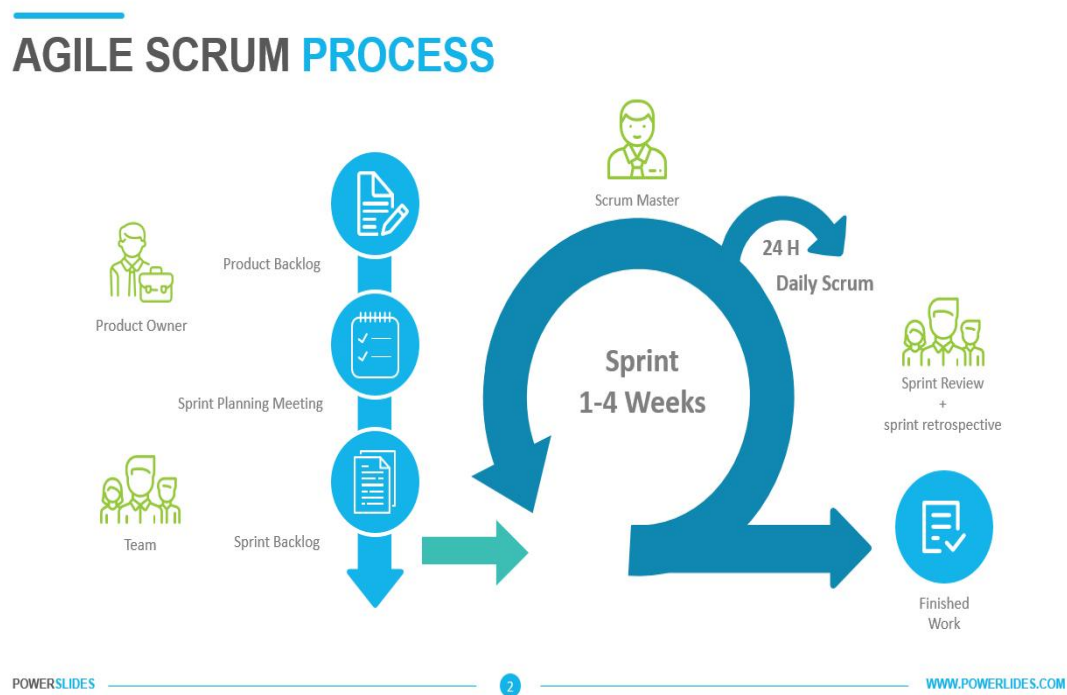 AGILE SCRUM PROCESS
Scrum Master
24 H
Daily Scrum
Product Backlog
Product Owner
Sprint Planning Meeting
Sprint
1-4 Weeks
Sprint Review
+
sprint retrospective
Team
Sprint Backlog
Finished
Work
POWERSLIDES
2
WWW.POWERLIDES.COM